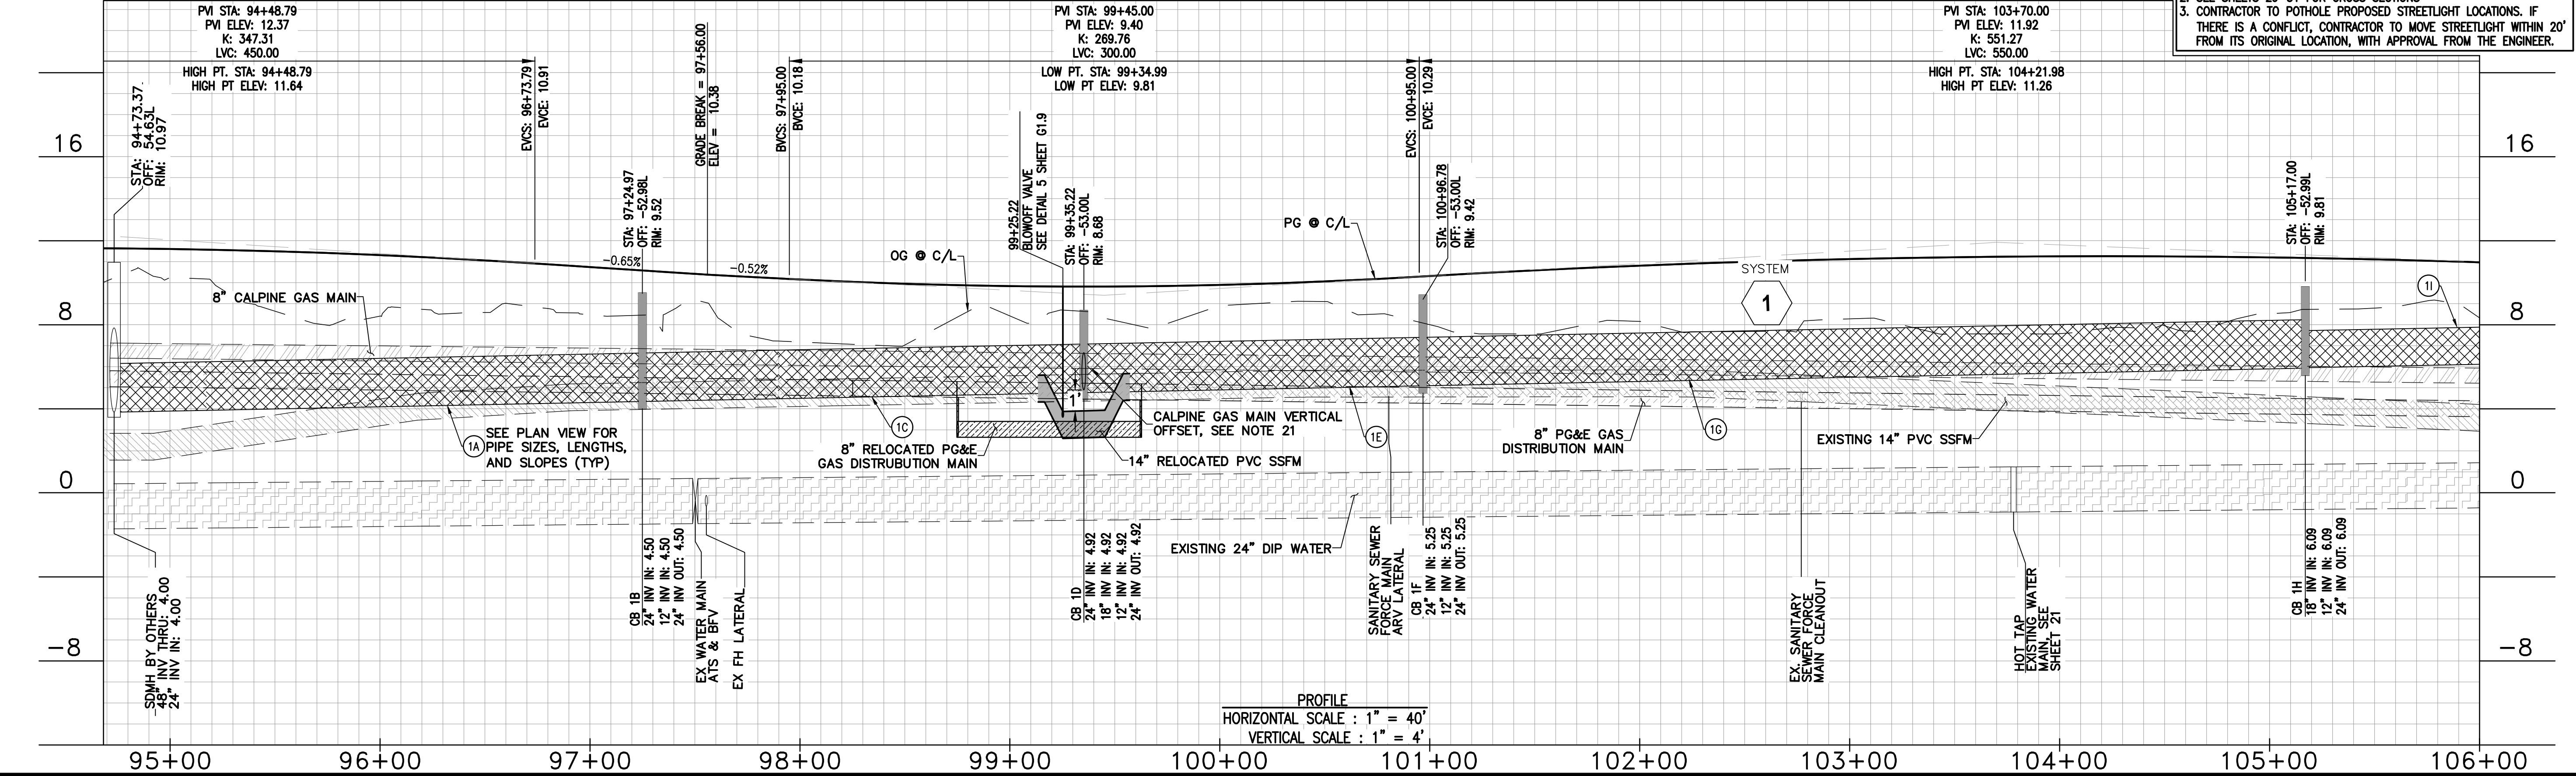 PVI STA: 94+48.79
PVI ELEV: 12.37
K: 347.31
LVC: 450.00
HIGH PT. STA: 94+48.79
HIGH PT ELEV: 11.64
PVI STA: 99+45.00
PVI ELEV: 9.40
K: 269.76
LVC: 300.00
LOW PT. STA: 99+34.99
LOW PT ELEV: 9.81
PVI STA: 103+70.00
PVI ELEV: 11.92
K: 551.27
LVC: 550.00
HIGH PT. STA: 104+21.98
HIGH PT ELEV: 11.26
3. CONTRACTOR TO POTHOLE PROPOSED STREETLIGHT LOCATIONS. IF
THERE IS A CONFLICT, CONTRACTOR TO MOVE STREETLIGHT WITHIN 20'
FROM ITS ORIGINAL LOCATION, WITH APPROVAL FROM THE ENGINEER.
STA: 94+73.37
OFF: 54.63L
RIM: 10.97
EVCS: 96+73.79
EVCE: 10.91
GRADE BREAK = 97+56.00
ELEV = 10.38
BVCS: 97+95.00
BVCE: 10.18
EVCS: 100+95.00
EVCE: 10.29
STA: 97+24.97
OFF: -52.98L
RIM: 9.52
99+25.22
BLOWOFF VALVE
SEE DETAIL 5 SHEET G1.9
STA: 99+35.22
OFF: -53.00L
RIM: 8.68
STA: 100+96.78
OFF: -53.00L
RIM: 9.42
STA: 105+17.00
OFF: -52.99L
RIM: 9.81
16
8
0
-8
16
8
0
-8
-0.65%
-0.52%
OG @ C/L
PG @ C/L
SYSTEM
1
8" CALPINE GAS MAIN
1I
1A
SEE PLAN VIEW FOR
PIPE SIZES, LENGTHS,
AND SLOPES (TYP)
1C
8" RELOCATED PG&E
GAS DISTRUBUTION MAIN
1'
CALPINE GAS MAIN VERTICAL
OFFSET, SEE NOTE 21
14" RELOCATED PVC SSFM
1E
8" PG&E GAS
DISTRIBUTION MAIN
1G
EXISTING 14" PVC SSFM
EXISTING 24" DIP WATER
SDMH BY OTHERS
48" INV THRU: 4.00
24" INV IN: 4.00
CB 1B
24" INV IN: 4.50
12" INV IN: 4.50
24" INV OUT: 4.50
EX WATER MAIN
ATS & BFV
EX FH LATERAL
CB 1D
24" INV IN: 4.92
18" INV IN: 4.92
12" INV IN: 4.92
24" INV OUT: 4.92
SANITARY SEWER
FORCE MAIN
ARV LATERAL
CB 1F
24" INV IN: 5.25
12" INV IN: 5.25
24" INV OUT: 5.25
EX. SANITARY
SEWER FORCE
MAIN CLEANOUT
HOT TAP
EXISTING WATER
MAIN, SEE
SHEET 21
CB 1H
18" INV IN: 6.09
12" INV IN: 6.09
24" INV OUT: 6.09
PROFILE
HORIZONTAL SCALE : 1" = 40'
VERTICAL SCALE : 1" = 4'
95+00
96+00
97+00
98+00
99+00
100+00
101+00
102+00
103+00
104+00
105+00
106+00